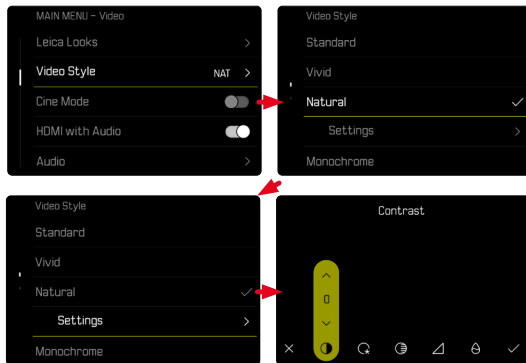 MAIN MENU - Video
Leica Looks
Video Style NAT
Cine Mode
HDMI with Audio
Audio
Video Style
Standard
Vivid
Natural
Settings
Monochrome
Video Style
Standard
Vivid
Natural
Settings
Monochrome
Contrast
0